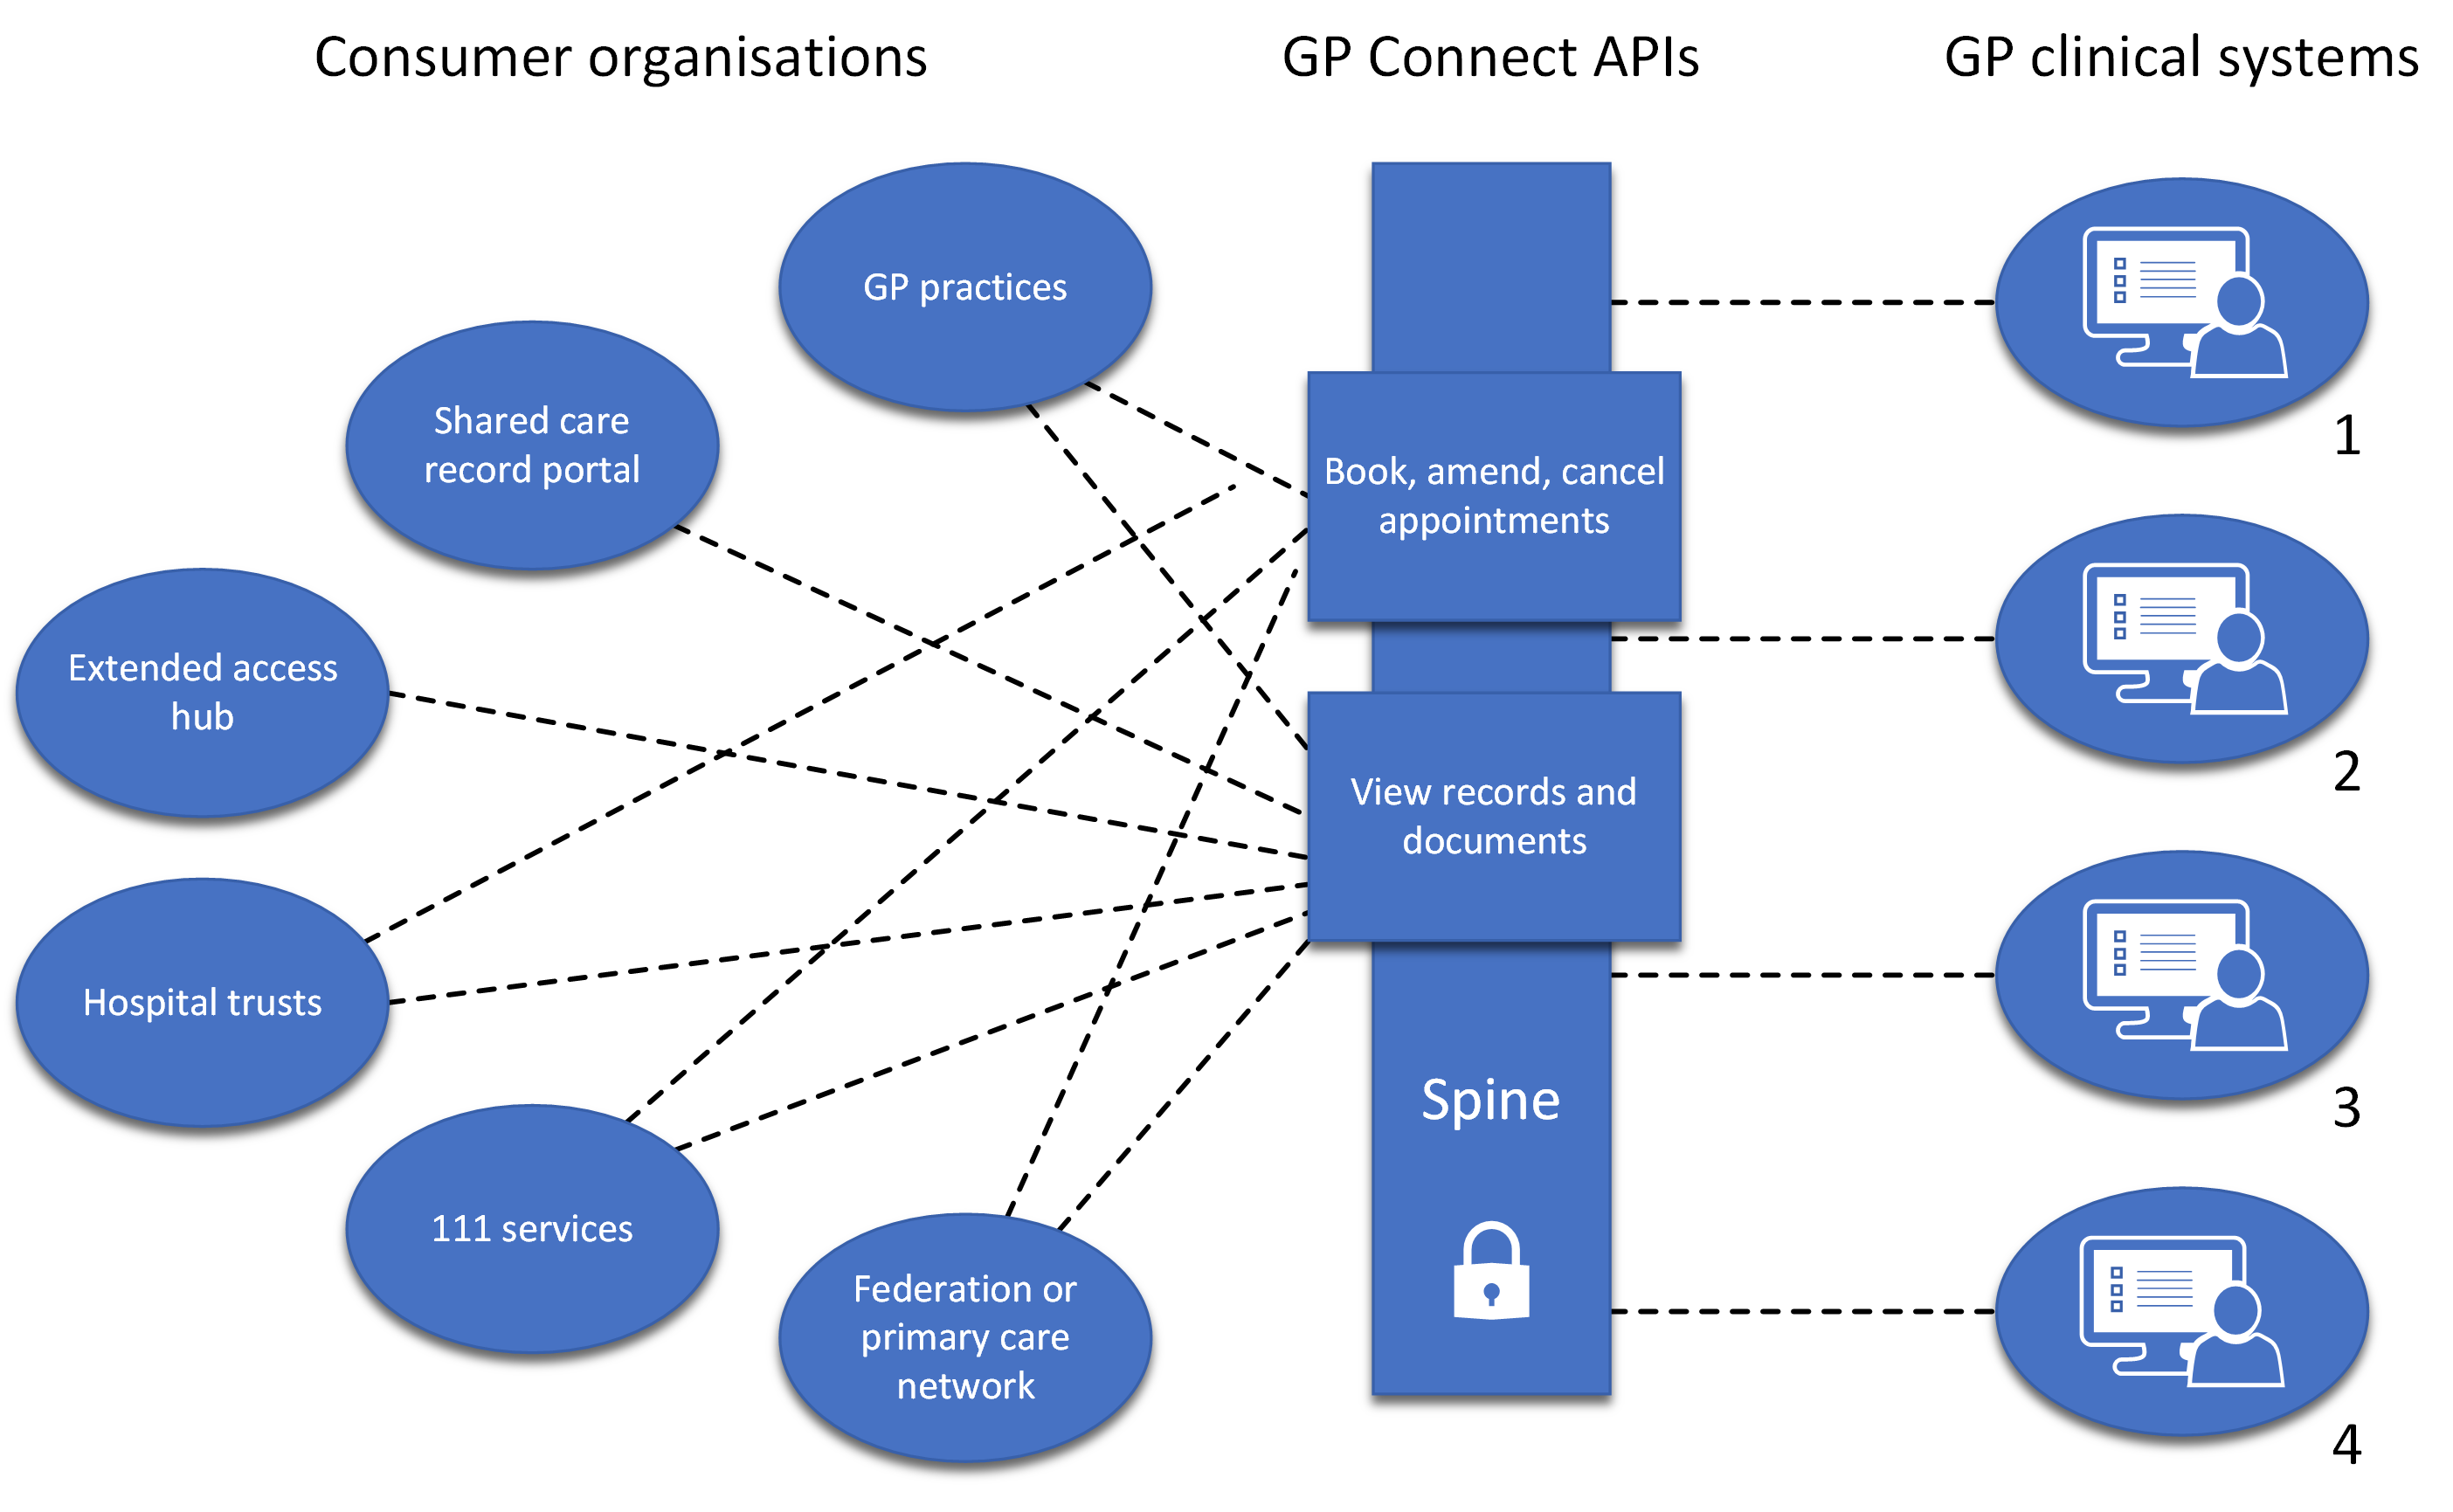 Consumer organisations
GP Connect APIs
GP clinical systems
GP practices
Shared care
record portal
Extended access
hub
Hospital trusts
111 services
Federation or
primary care
network
Book, amend, cancel
appointments
View records and
documents
Spine
1
2
3
4